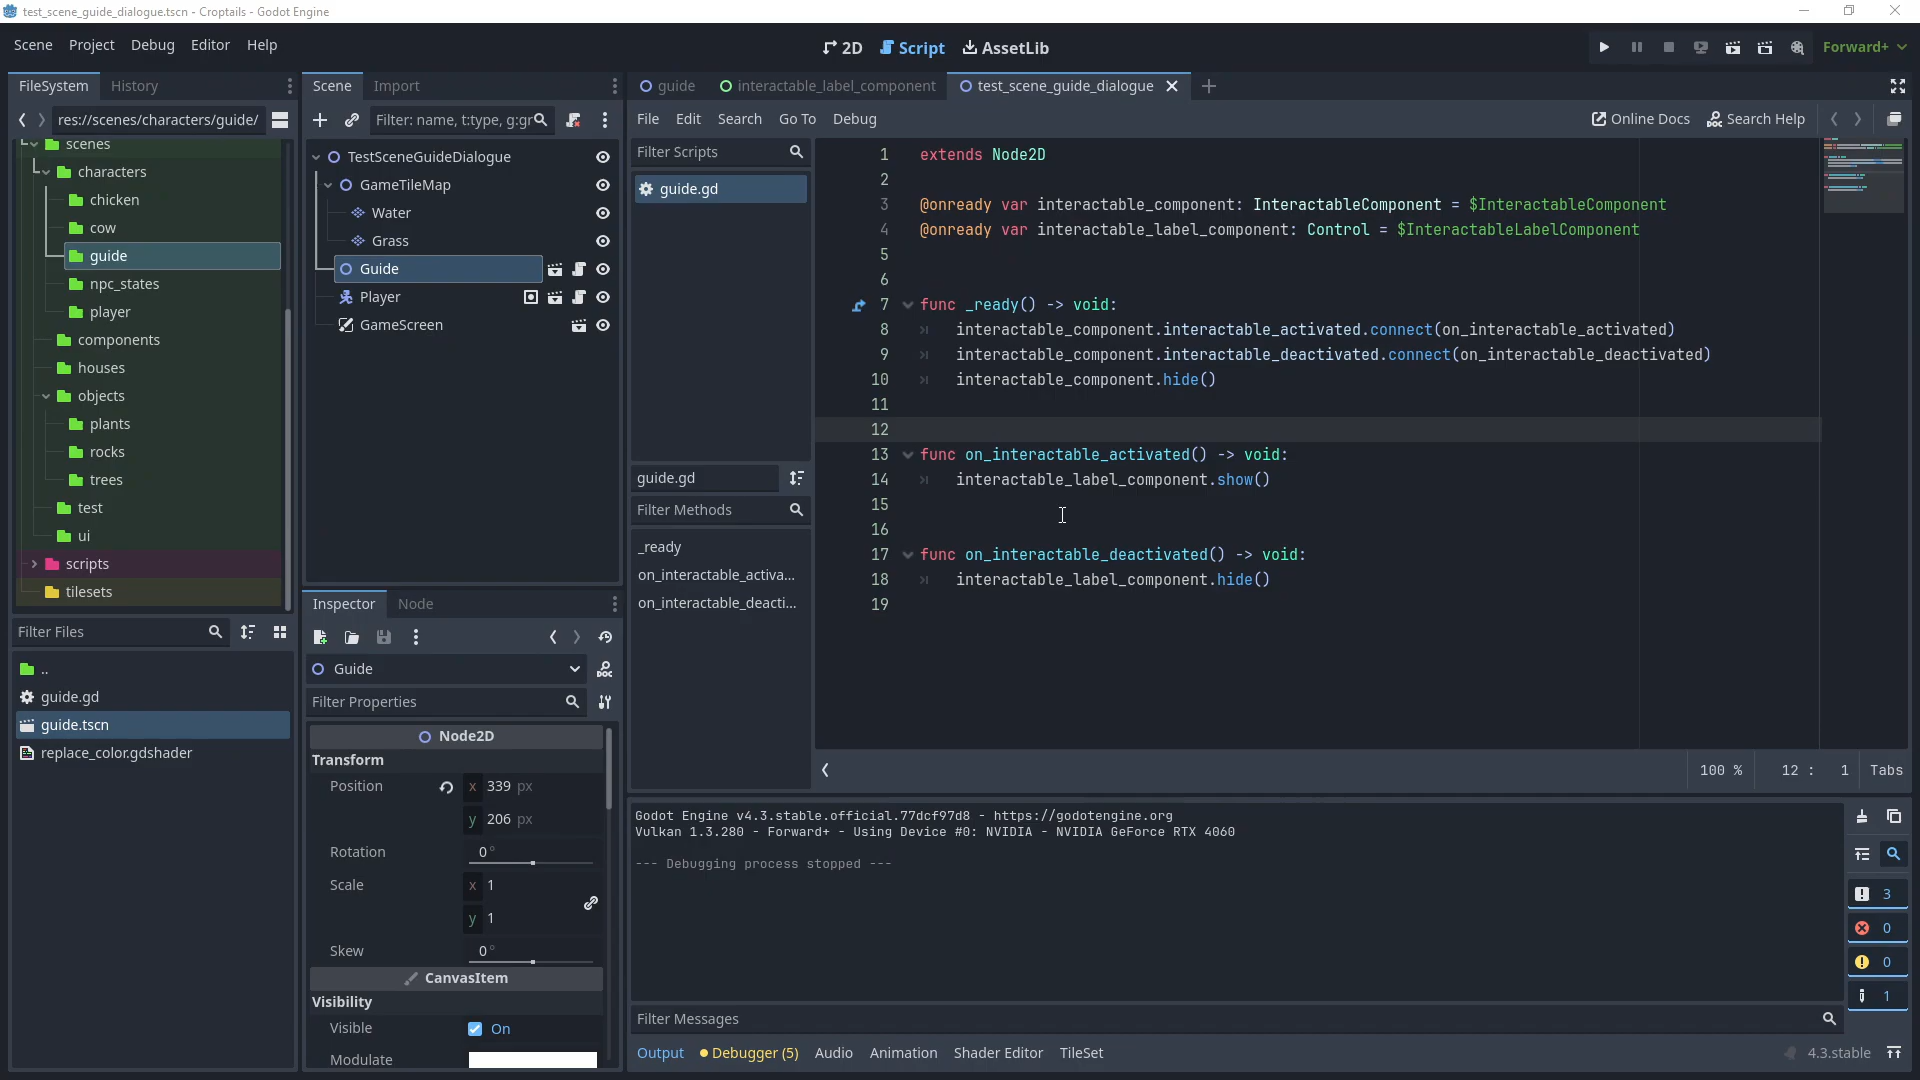 test_scene_guide_dialogue.tscn - Croptails - Godot Engine
Scene Project Debug Editor Help
2D Script AssetLib
Forward+
FileSystem History
res://scenes/characters/guide/
scenes
characters
chicken
cow
guide
npc_states
player
components
houses
objects
plants
rocks
trees
test
ui
scripts
tilesets
Filter Files
..
guide.gd
guide.tscn
replace_color.gdshader
Scene Import
Filter: name, t:type, g:gr
TestSceneGuideDialogue
GameTileMap
Water
Grass
Guide
Player
GameScreen
Inspector Node
Guide
Filter Properties
Node2D
Transform
Position x 339 px
y 206 px
Rotation 0 °
Scale x 1
y 1
Skew 0 °
CanvasItem
Visibility
Visible On
Modulate
guide interactable_label_component test_scene_guide_dialogue
File Edit Search Go To Debug
Online Docs Search Help
Filter Scripts
guide.gd
guide.gd
Filter Methods
_ready
on_interactable_activa...
on_interactable_deacti...
1 extends Node2D
2
3 @onready var interactable_component: InteractableComponent = $InteractableComponent
4 @onready var interactable_label_component: Control = $InteractableLabelComponent
5
6
7 func _ready() -> void:
8 interactable_component.interactable_activated.connect(on_interactable_activated)
9 interactable_component.interactable_deactivated.connect(on_interactable_deactivated)
10 interactable_component.hide()
11
12
13 func on_interactable_activated() -> void:
14 interactable_label_component.show()
15
16
17 func on_interactable_deactivated() -> void:
18 interactable_label_component.hide()
19
100 % 12 : 1 Tabs
Godot Engine v4.3.stable.official.77dcf97d8 - https://godotengine.org
Vulkan 1.3.280 - Forward+ - Using Device #0: NVIDIA - NVIDIA GeForce RTX 4060
--- Debugging process stopped ---
3
0
0
1
Filter Messages
Output Debugger (5) Audio Animation Shader Editor TileSet
4.3.stable